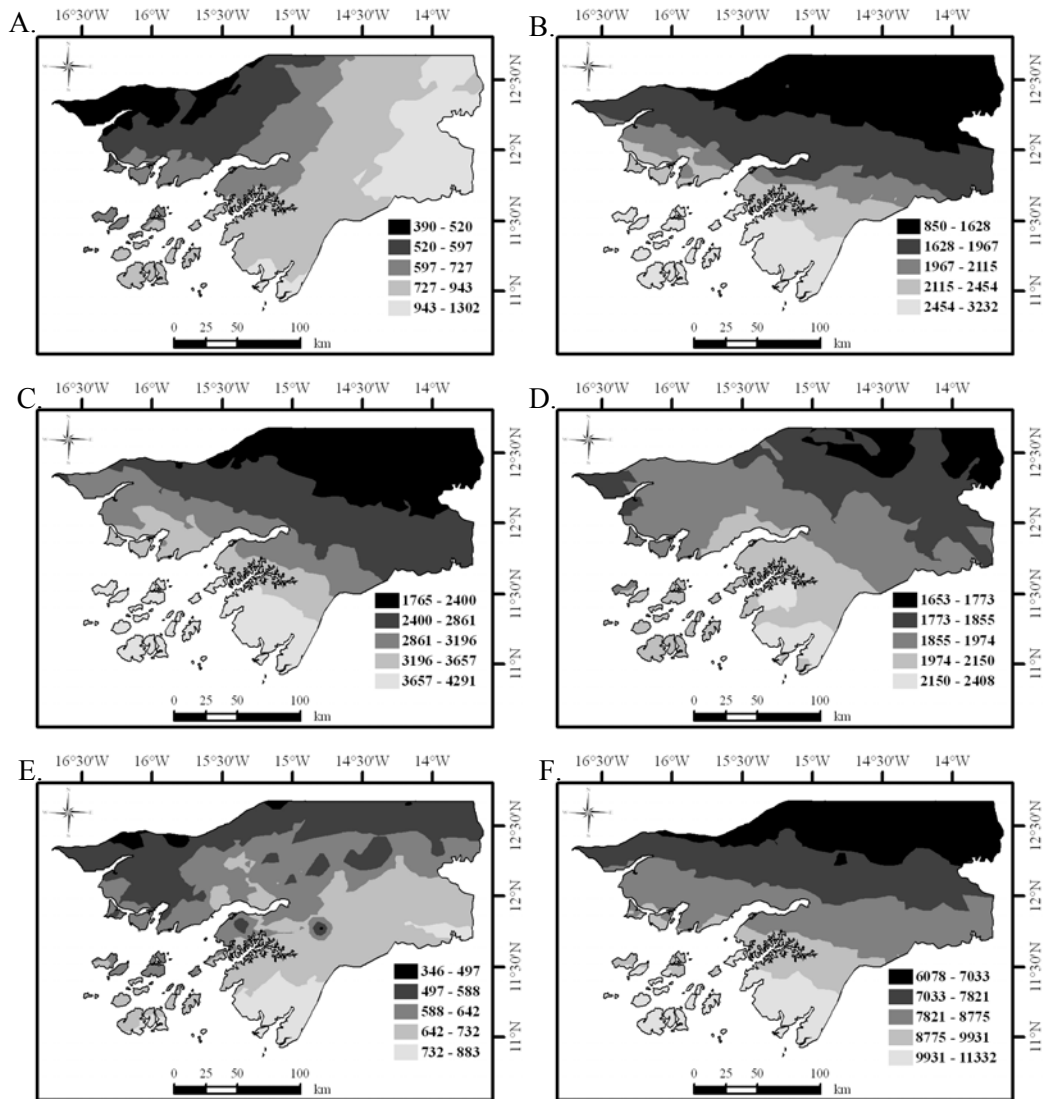 A.
16°30'W 16°W 15°30'W 15°W 14°30'W 14°W
12°30'N
12°N
11°30'N
11°N
390 - 520
520 - 597
597 - 727
727 - 943
943 - 1302
0 25 50 100
km
B.
16°30'W 16°W 15°30'W 15°W 14°30'W 14°W
12°30'N
12°N
11°30'N
11°N
850 - 1628
1628 - 1967
1967 - 2115
2115 - 2454
2454 - 3232
0 25 50 100
km
C.
16°30'W 16°W 15°30'W 15°W 14°30'W 14°W
12°30'N
12°N
11°30'N
11°N
1765 - 2400
2400 - 2861
2861 - 3196
3196 - 3657
3657 - 4291
0 25 50 100
km
D.
16°30'W 16°W 15°30'W 15°W 14°30'W 14°W
12°30'N
12°N
11°30'N
11°N
1653 - 1773
1773 - 1855
1855 - 1974
1974 - 2150
2150 - 2408
0 25 50 100
km
E.
16°30'W 16°W 15°30'W 15°W 14°30'W 14°W
12°30'N
12°N
11°30'N
11°N
346 - 497
497 - 588
588 - 642
642 - 732
732 - 883
0 25 50 100
km
F.
16°30'W 16°W 15°30'W 15°W 14°30'W 14°W
12°30'N
12°N
11°30'N
11°N
6078 - 7033
7033 - 7821
7821 - 8775
8775 - 9931
9931 - 11332
0 25 50 100
km